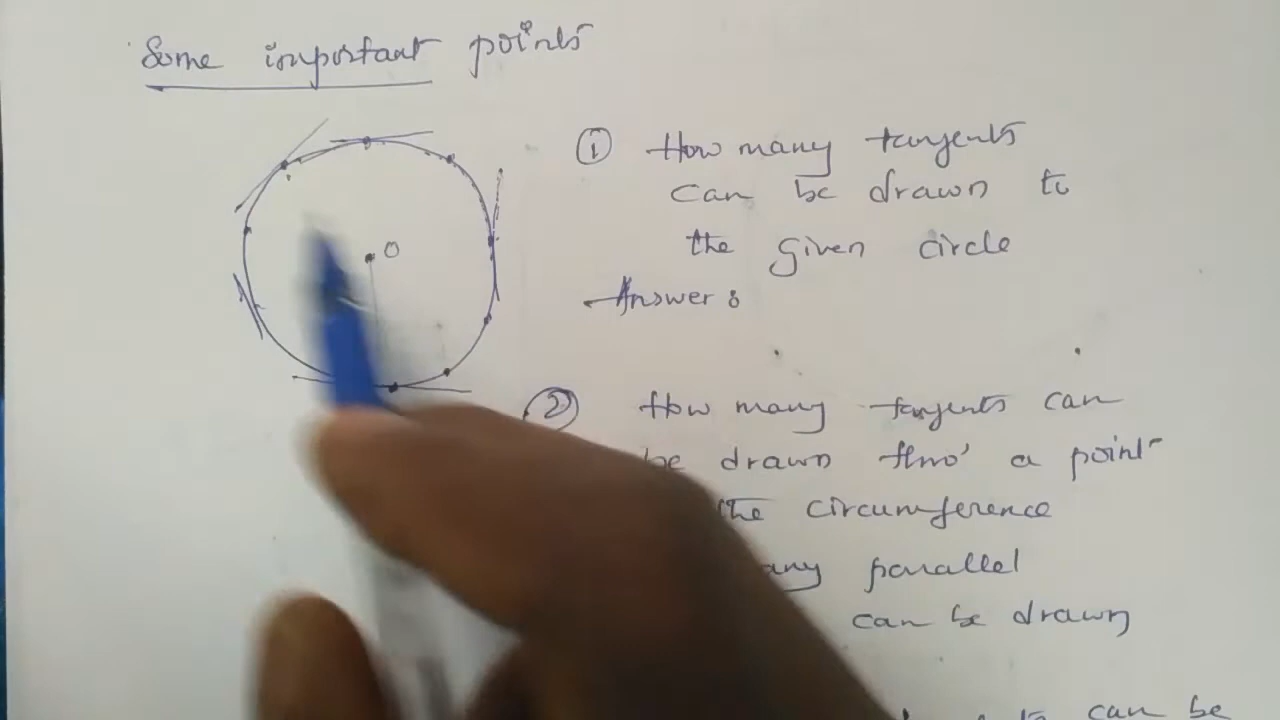 Some important points
① How many tangents
can be drawn to
the given circle
Answer :
O
② How many tangents can
be drawn thro' a point
the circumference
any parallel
can be drawn
can be